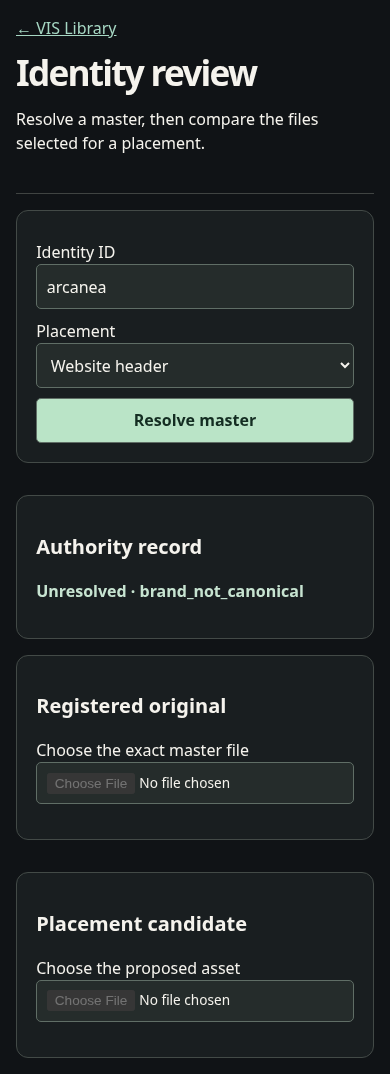 ← VIS Library
Identity review
Resolve a master, then compare the files
selected for a placement.
Identity ID
arcanea
Placement
Website header
Resolve master
Authority record
Unresolved · brand_not_canonical
Registered original
Choose the exact master file
Choose File No file chosen
Placement candidate
Choose the proposed asset
Choose File No file chosen